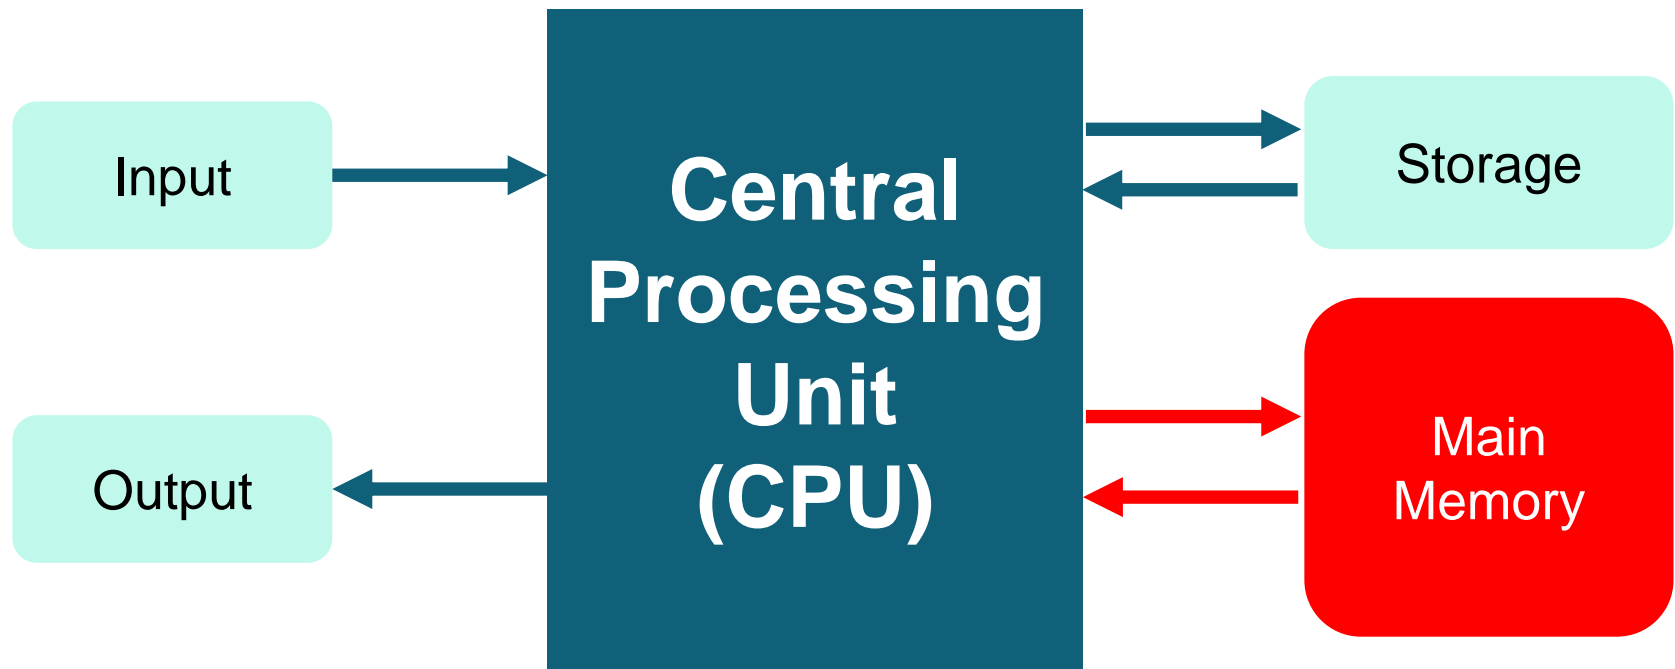 Input
Output
Central
Processing
Unit
(CPU)
Storage
Main
Memory